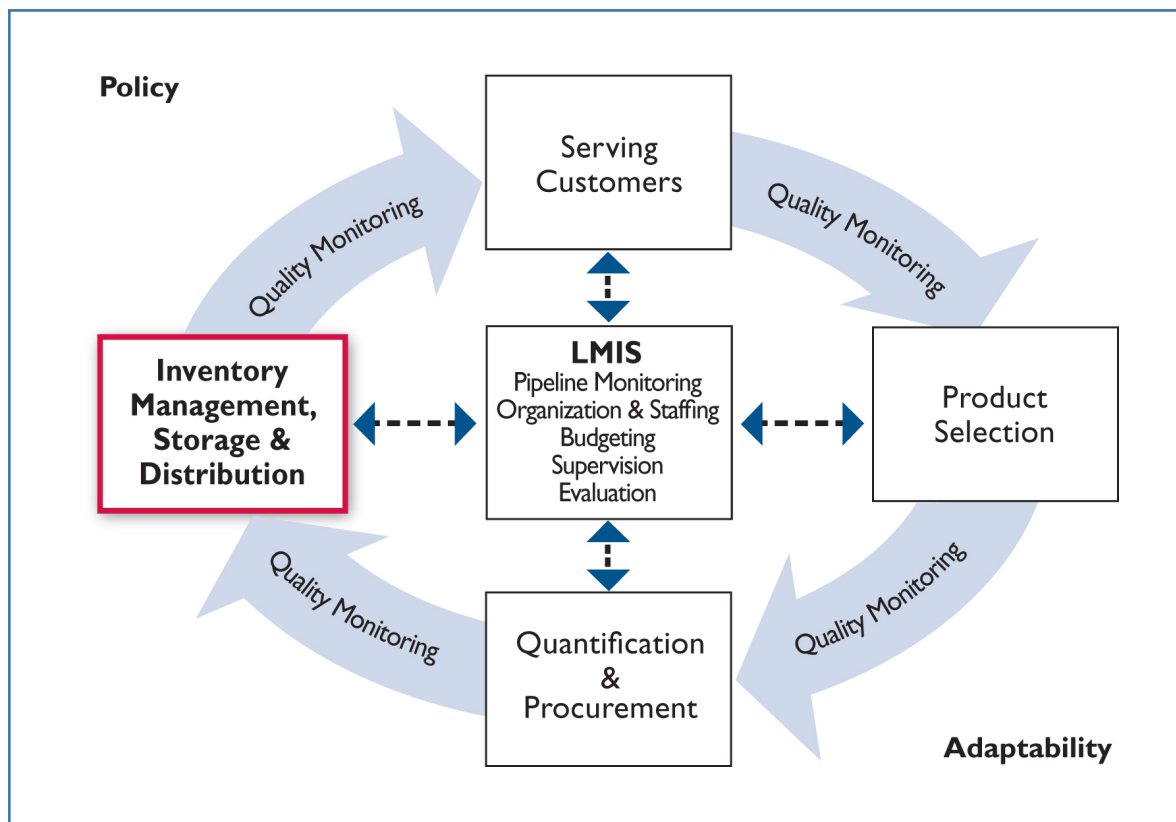 Policy
Serving
Customers
Quality Monitoring
Quality Monitoring
Inventory
Management,
Storage &
Distribution
LMIS
Pipeline Monitoring
Organization & Staffing
Budgeting
Supervision
Evaluation
Product
Selection
Quality Monitoring
Quality Monitoring
Quantification
&
Procurement
Adaptability